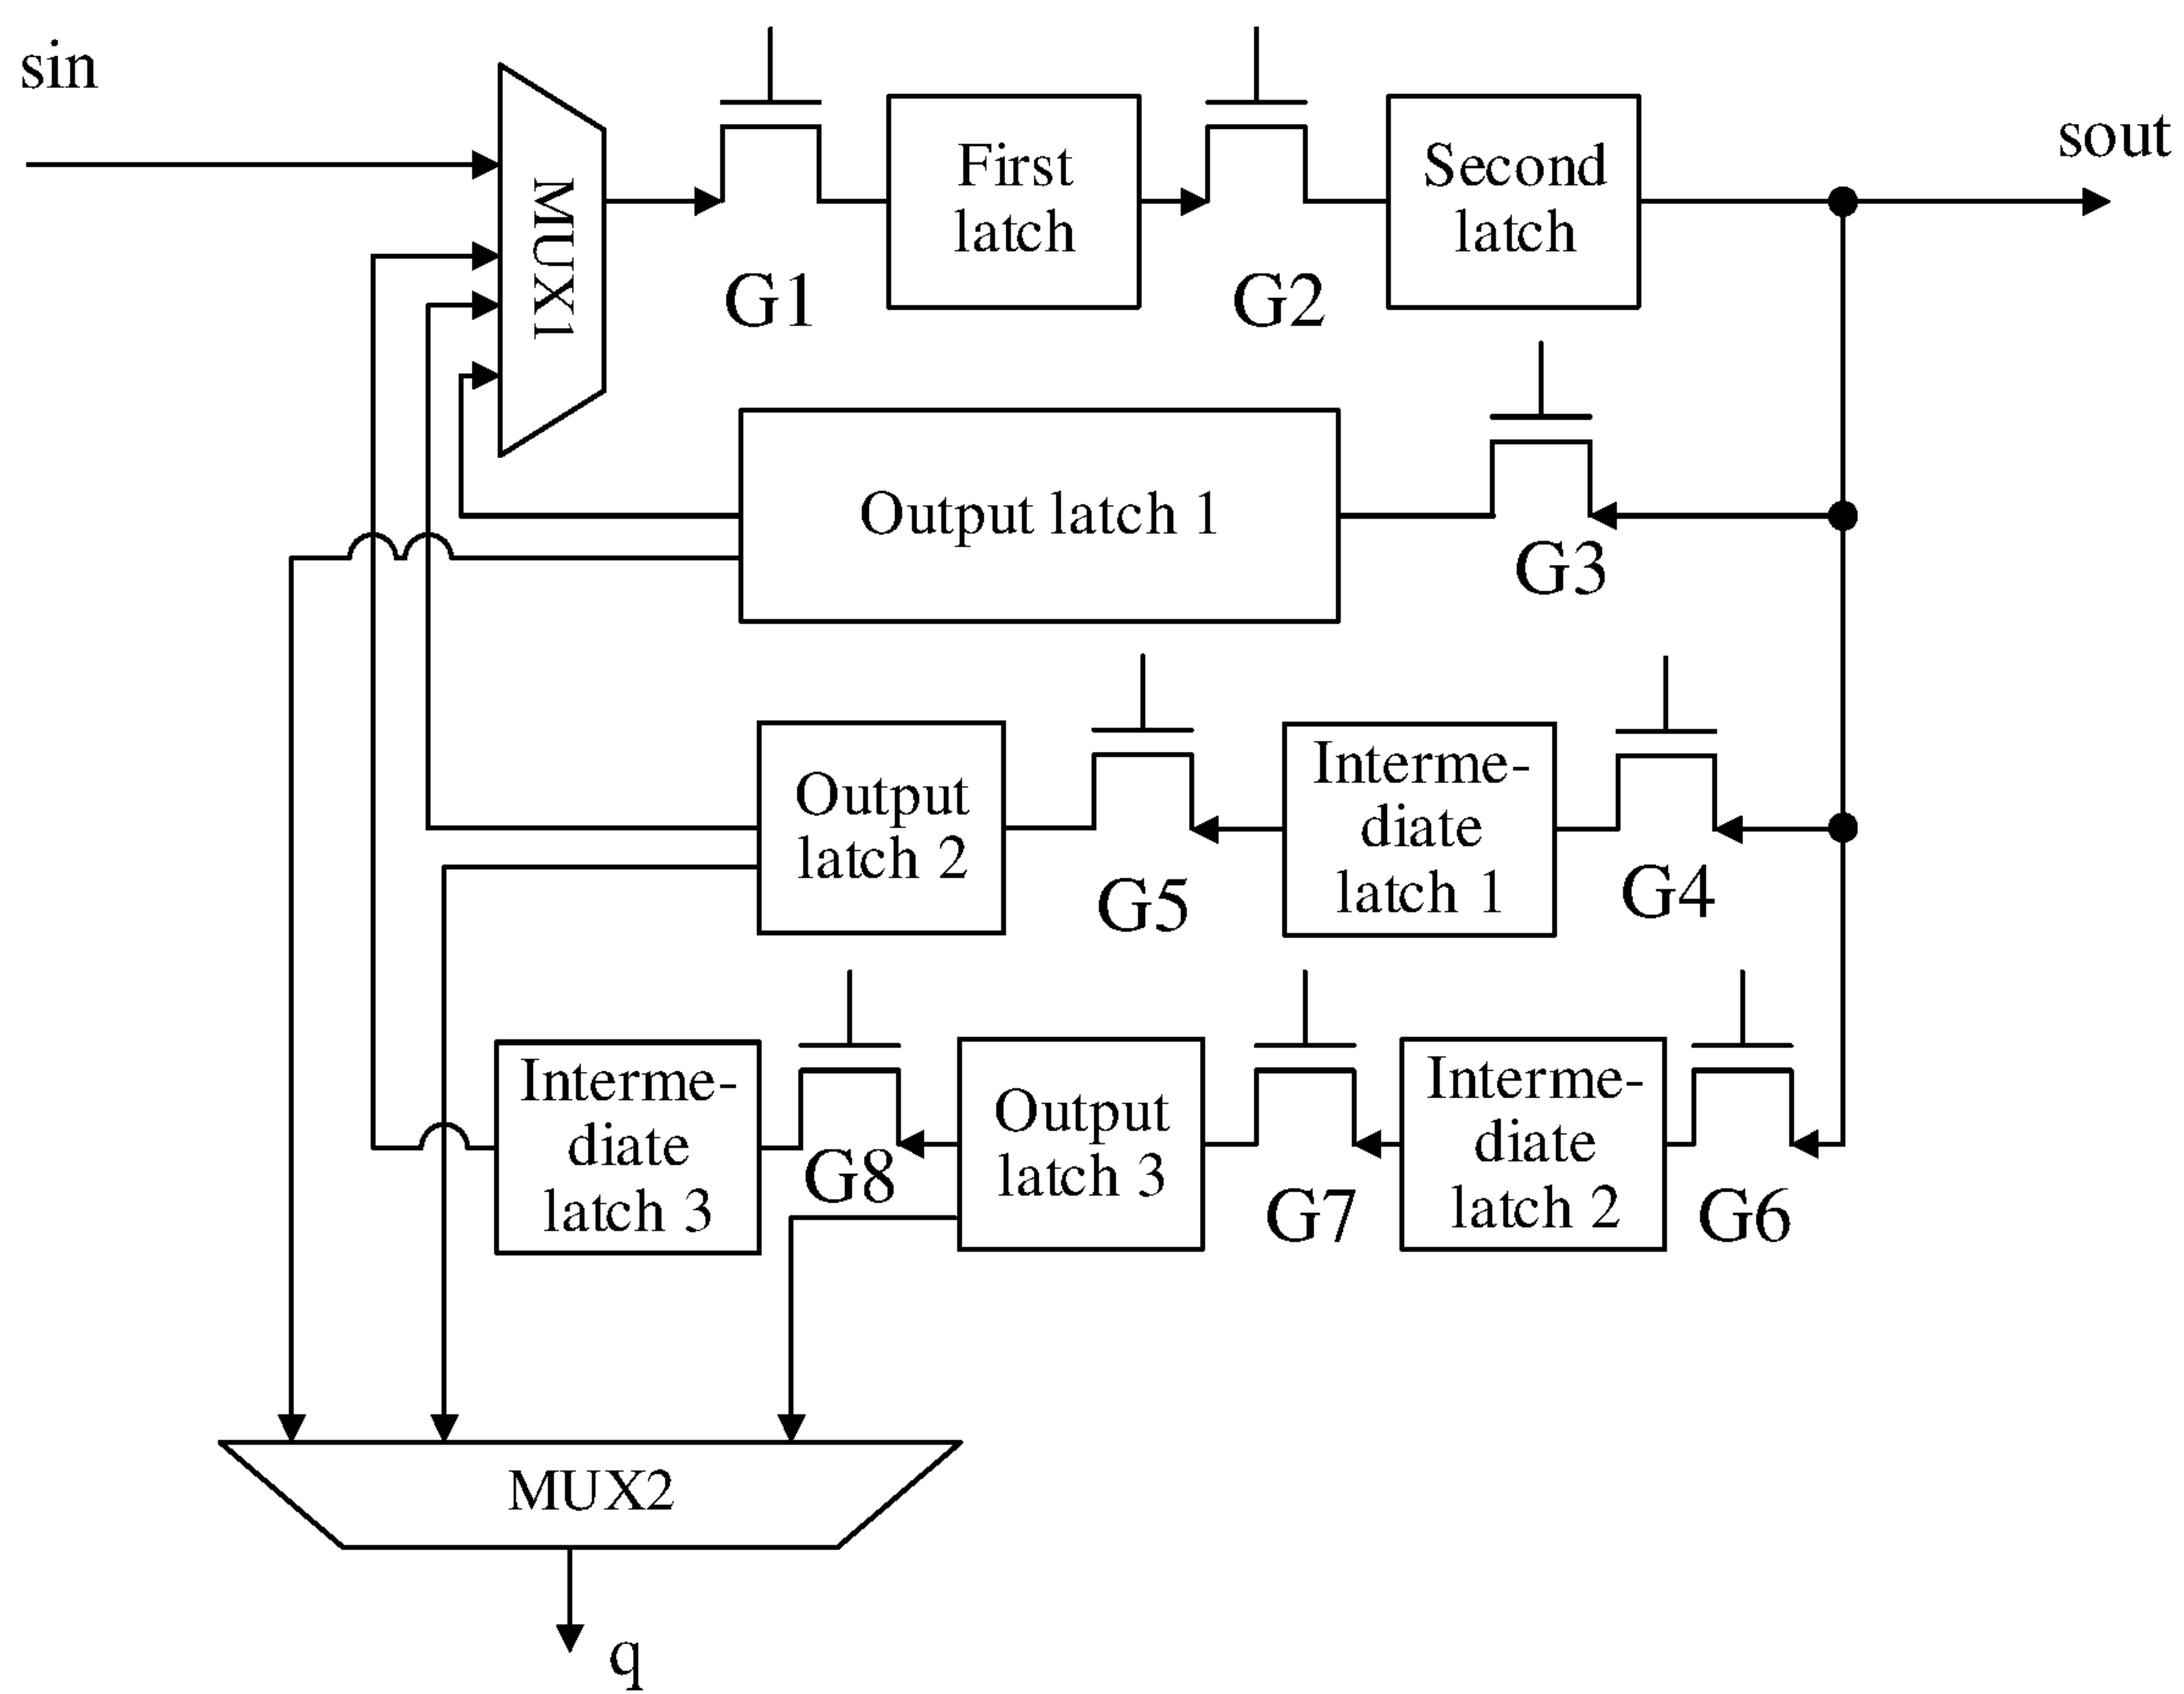 sin
sout
MUX1
First
latch
Second
latch
G1
G2
Output latch 1
G3
Output
latch 2
G5
Interme-
diate
latch 1
G4
Interme-
diate
latch 3
G8
Output
latch 3
G7
Interme-
diate
latch 2
G6
MUX2
q